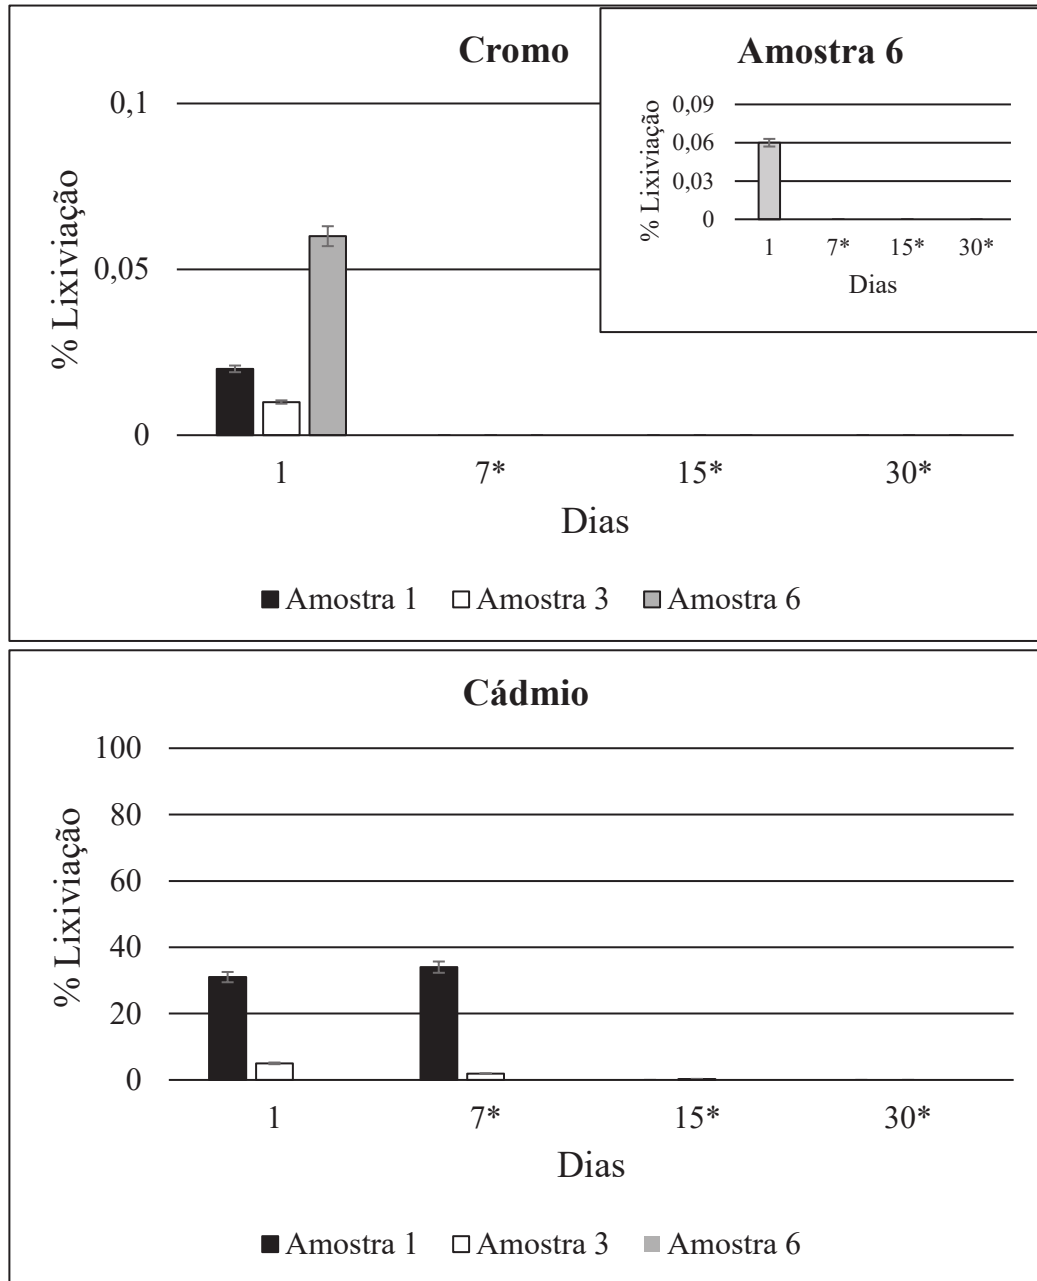 Cromo
% Lixiviação
0,1
0,05
0
1 7* 15* 30*
Dias
Amostra 1 Amostra 3 Amostra 6
Amostra 6
% Lixiviação
0,09
0,06
0,03
0
1 7* 15* 30*
Dias
Cádmio
% Lixiviação
100
80
60
40
20
0
1 7* 15* 30*
Dias
Amostra 1 Amostra 3 Amostra 6